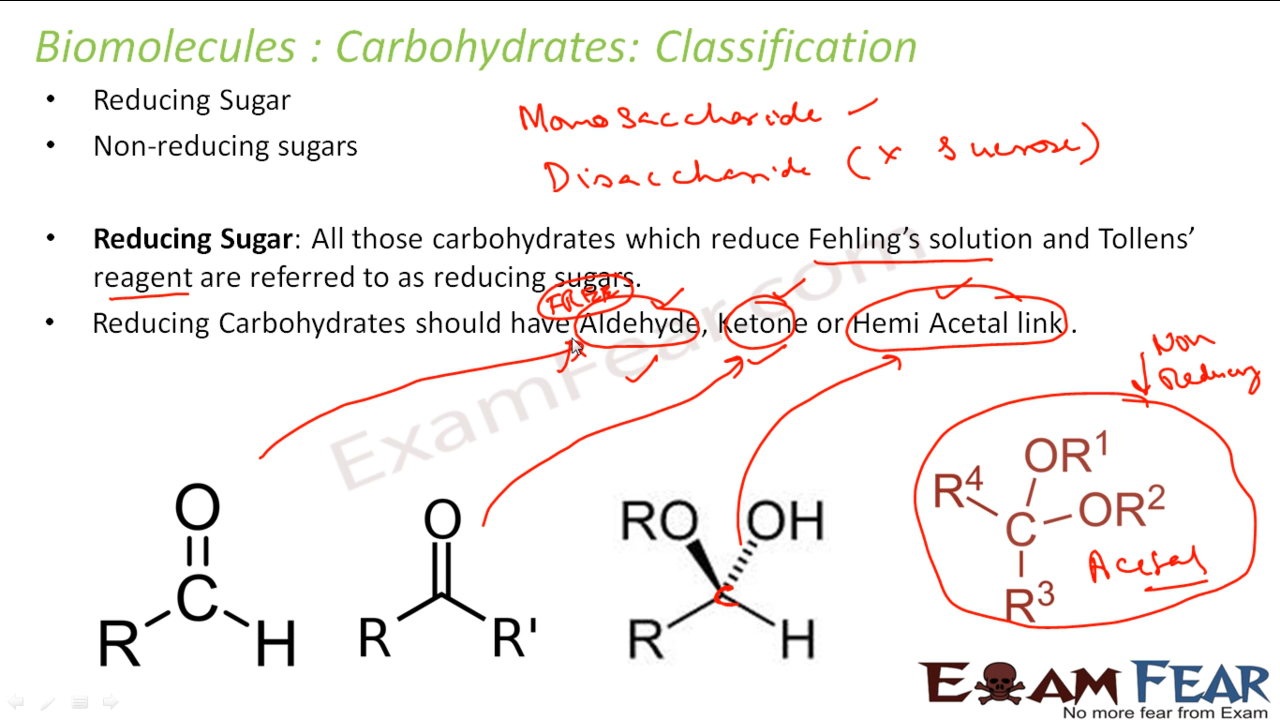 Biomolecules : Carbohydrates: Classification
• Reducing Sugar
• Non-reducing sugars
Monosaccharide ✓
Disaccharide (× sucrose)
• Reducing Sugar: All those carbohydrates which reduce Fehling's solution and Tollens'
reagent are referred to as reducing sugars.
FREE
• Reducing Carbohydrates should have Aldehyde, Ketone or Hemi Acetal link .
Non
Reducing
ExamFear.com
O
C
R
H
O
R
R'
RO
OH
C
R
H
OR¹
R⁴
C
OR²
R³
Acetal
EXAM FEAR
No more fear from Exam